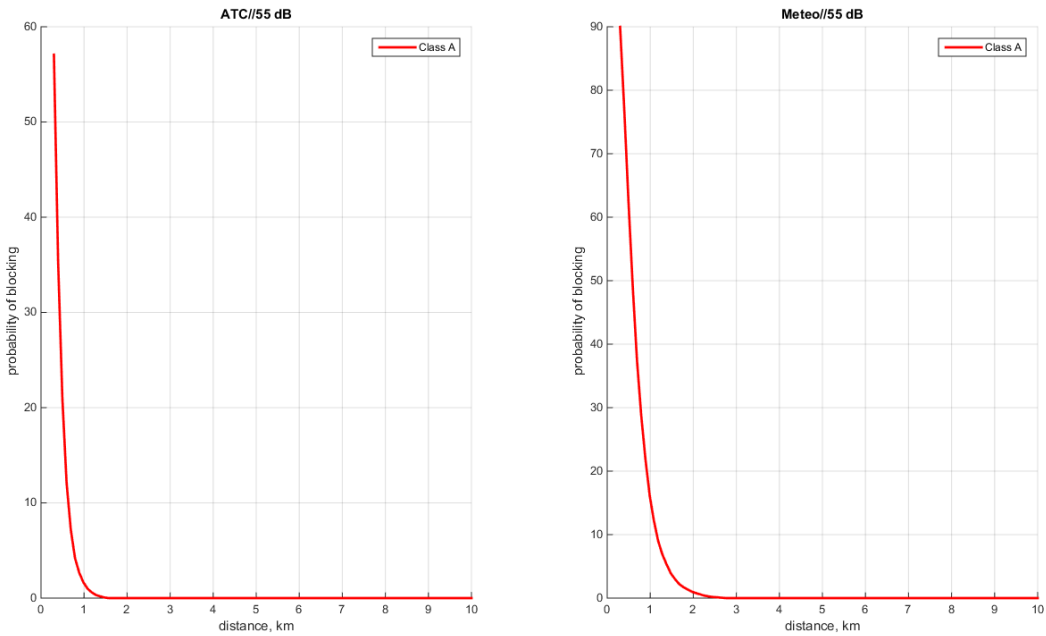 ATC//55 dB
Class A
probability of blocking
60
50
40
30
20
10
0
0 1 2 3 4 5 6 7 8 9 10
distance, km
Meteo//55 dB
Class A
probability of blocking
90
80
70
60
50
40
30
20
10
0
0 1 2 3 4 5 6 7 8 9 10
distance, km